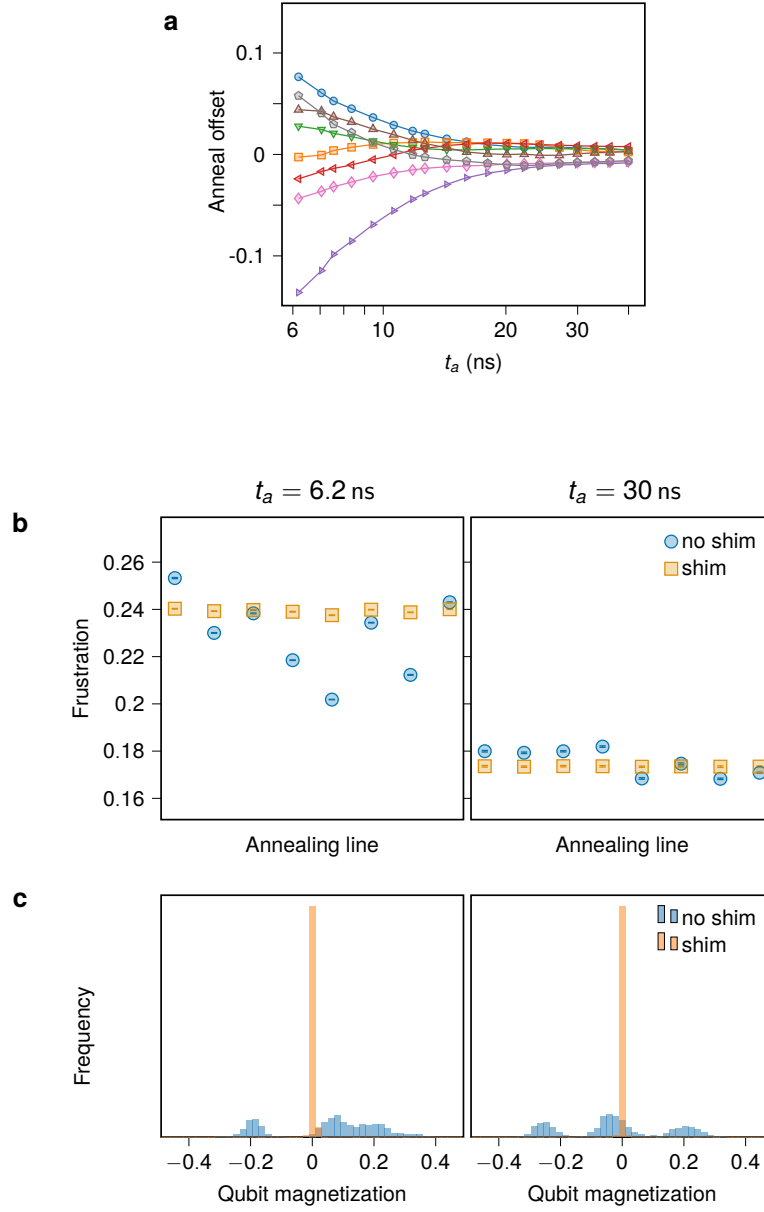 a
0.1
0
-0.1
Anneal offset
6 10 20 30
t_a (ns)
t_a = 6.2 ns t_a = 30 ns
b
0.26
0.24
0.22
0.2
0.18
0.16
Frustration
no shim
shim
Annealing line Annealing line
c
no shim
shim
Frequency
−0.4 −0.2 0 0.2 0.4 −0.4 −0.2 0 0.2 0.4
Qubit magnetization Qubit magnetization